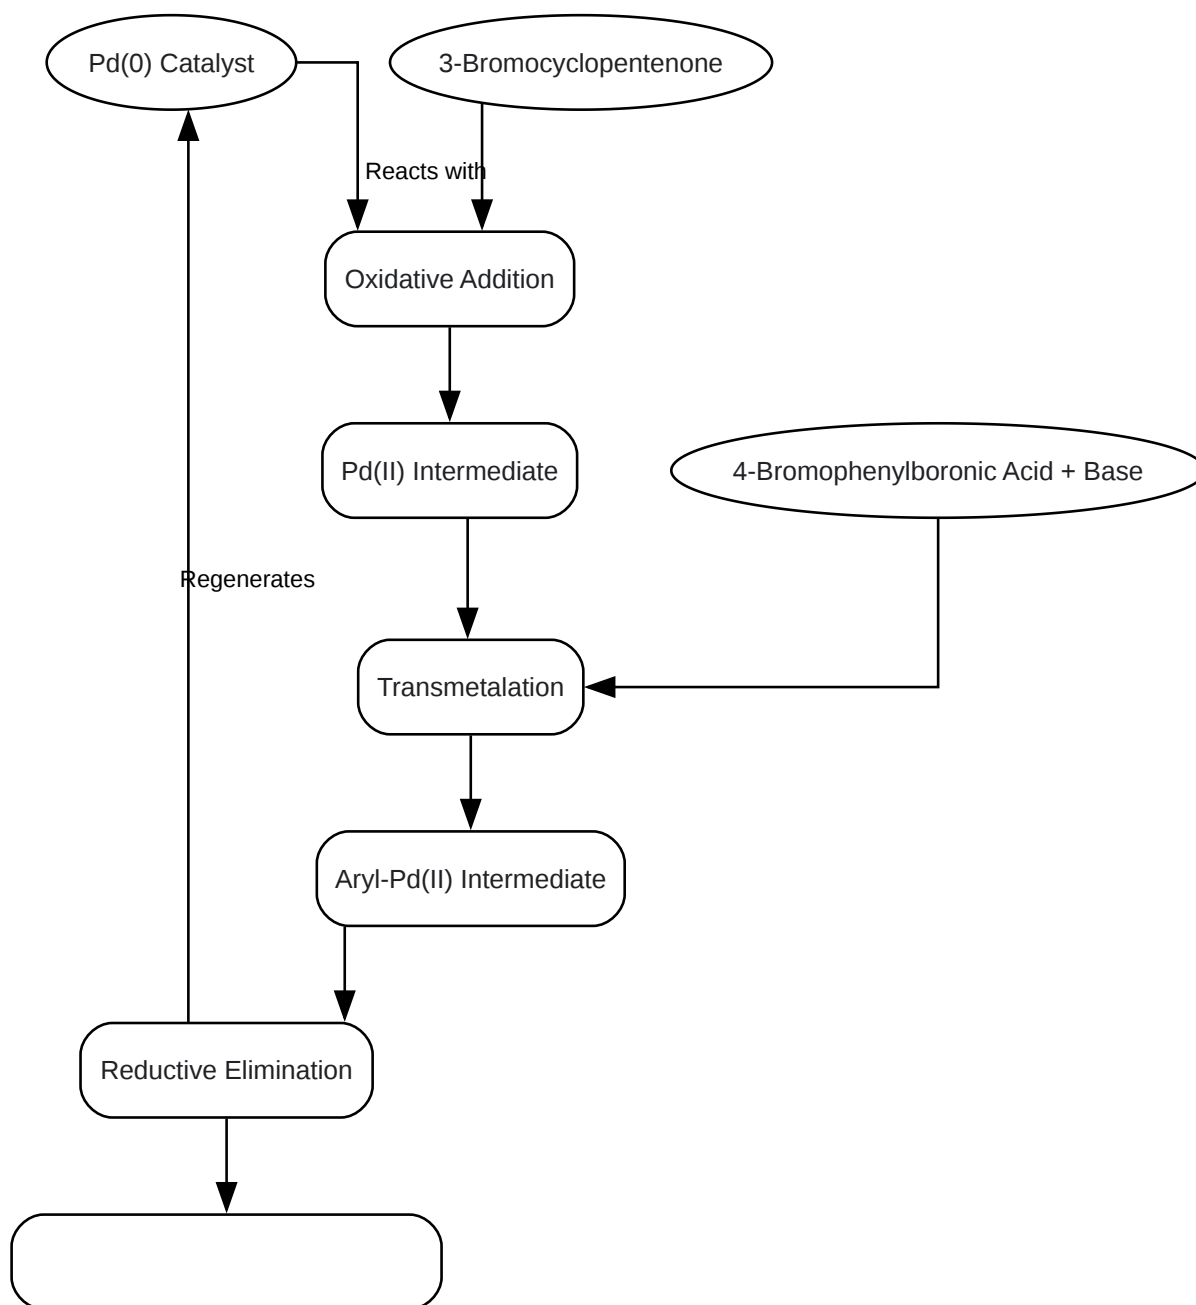 Pd(0) Catalyst
3-Bromocyclopentenone
Reacts with
Oxidative Addition
Pd(II) Intermediate
4-Bromophenylboronic Acid + Base
Regenerates
Transmetalation
Aryl-Pd(II) Intermediate
Reductive Elimination